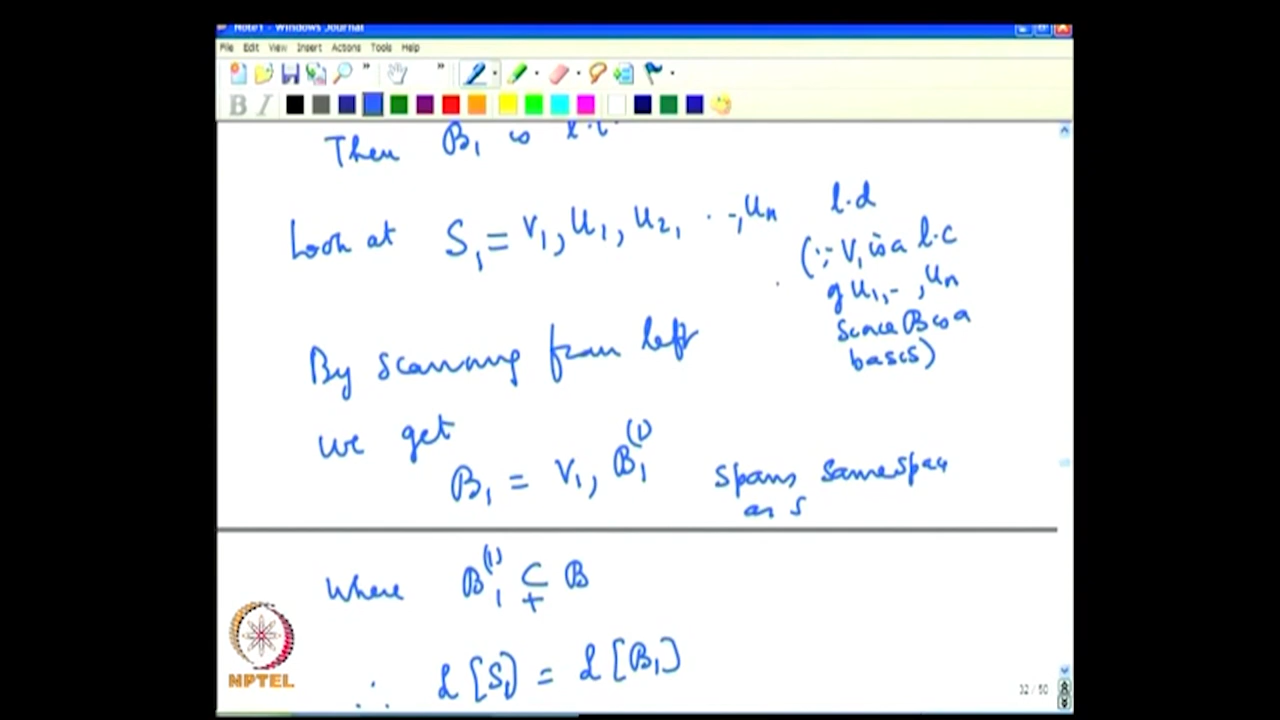 Note1 - Windows Journal
File Edit View Insert Actions Tools Help
Then B₁ is l.i.
Look at S₁ = v₁, u₁, u₂, ..., uₙ l.d
(∵ v₁ is a l.c
of u₁, -, uₙ
since B is a
basis)
By scanning from left
we get
B₁ = v₁, B₁⁽¹⁾ spans same space
as S
where B₁⁽¹⁾ ⊊ B
∴ L[S₁] = L[B₁]
NPTEL
32 / 50